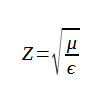 Z = √(μ/ϵ)